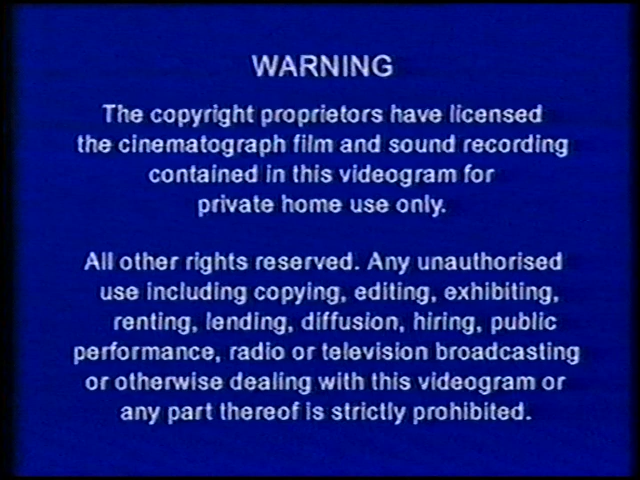 WARNING
The copyright proprietors have licensed
the cinematograph film and sound recording
contained in this videogram for
private home use only.
All other rights reserved. Any unauthorised
use including copying, editing, exhibiting,
renting, lending, diffusion, hiring, public
performance, radio or television broadcasting
or otherwise dealing with this videogram or
any part thereof is strictly prohibited.